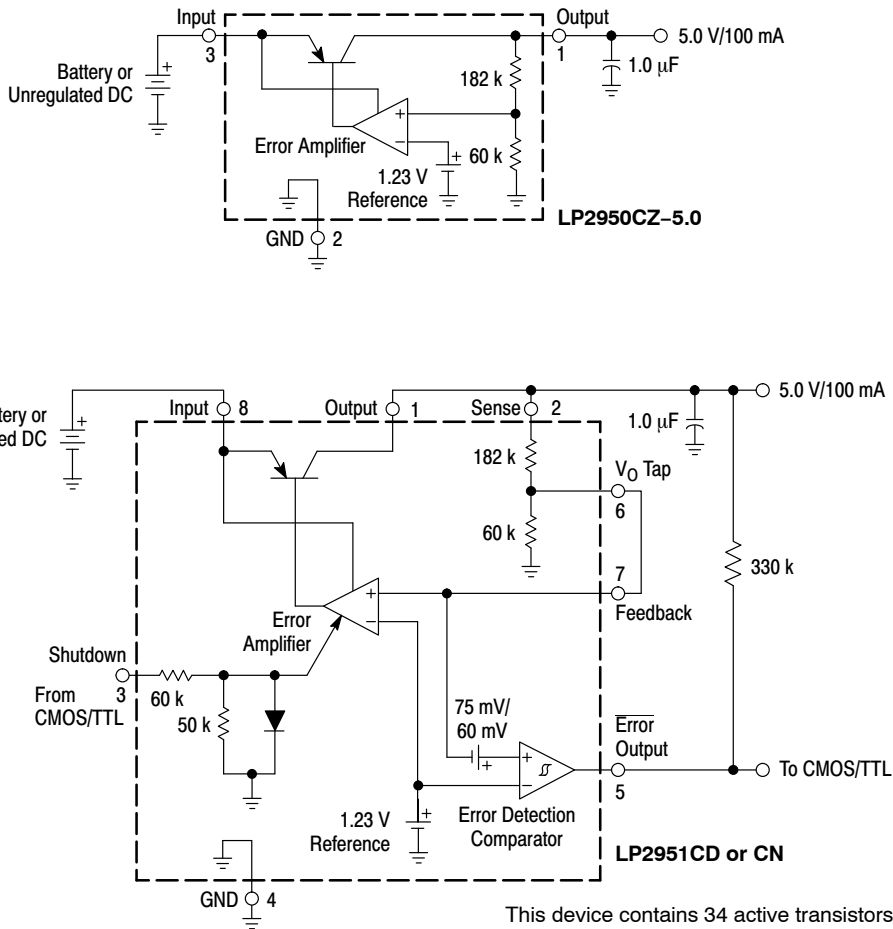 Input
Output
3
1
5.0 V/100 mA
Battery or
Unregulated DC
+
182 k
1.0 µF
+
−
Error Amplifier
60 k
+
1.23 V
Reference
LP2950CZ−5.0
GND
2
5.0 V/100 mA
tery or
ed DC
+
Input
8
Output
1
Sense
2
1.0 µF
182 k
VO Tap
6
60 k
330 k
7
Feedback
+
−
Error
Amplifier
Shutdown
3
From
CMOS/TTL
60 k
50 k
75 mV/
60 mV
+
+
−
Error
Output
5
To CMOS/TTL
1.23 V
Reference
+
Error Detection
Comparator
LP2951CD or CN
GND
4
This device contains 34 active transistors